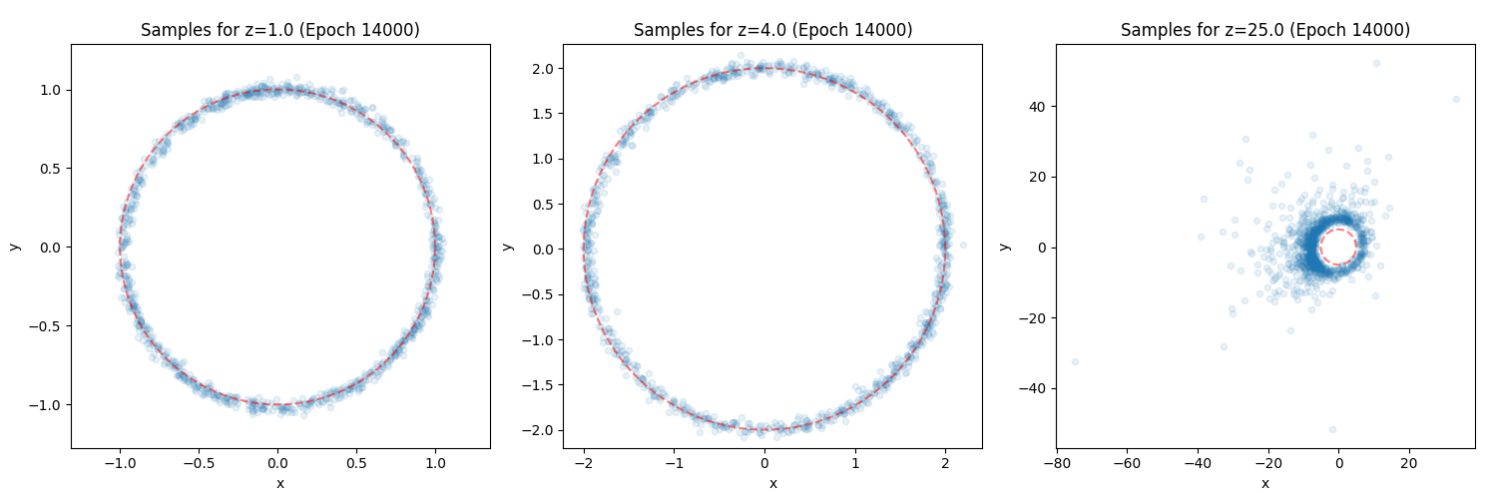 Samples for z=1.0 (Epoch 14000)
1.0
0.5
0.0
−0.5
−1.0
y
−1.0 −0.5 0.0 0.5 1.0
x
Samples for z=4.0 (Epoch 14000)
2.0
1.5
1.0
0.5
0.0
−0.5
−1.0
−1.5
−2.0
y
−2 −1 0 1 2
x
Samples for z=25.0 (Epoch 14000)
40
20
0
−20
−40
y
−80 −60 −40 −20 0 20
x